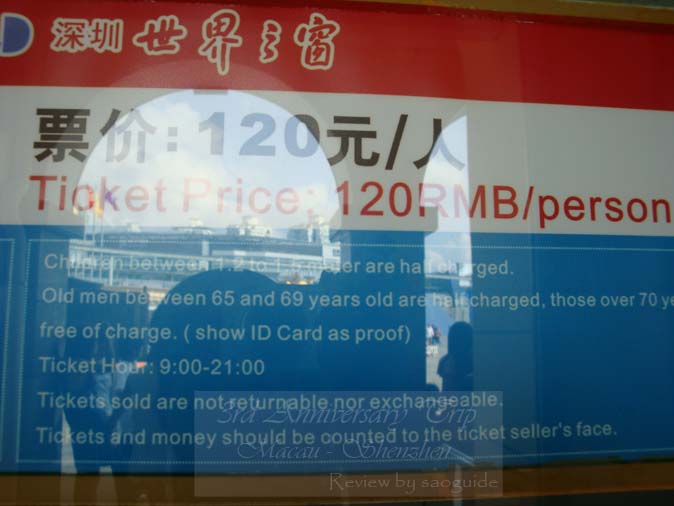 深圳 世界之窗
票价: 120元/人
Ticket Price; 120RMB/person
Children between 1.2 to are half charged.
Old men between 65 and 69 years old are half charged, those over 70 ye
free of charge. ( show ID Card as proof)
Ticket Hour: 9:00-21:00
Tickets sold are not returnable nor exchangeable.
Tickets and money should be counted to the ticket seller's face.
3rd Anniversary Trip
Macau - Shenzhen
Review by saoguide